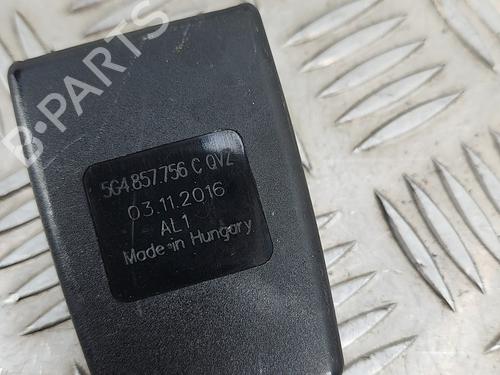 B-PARTS
5G4 857.756 C QVZ
03.11.2016
AL1
Made in Hungary